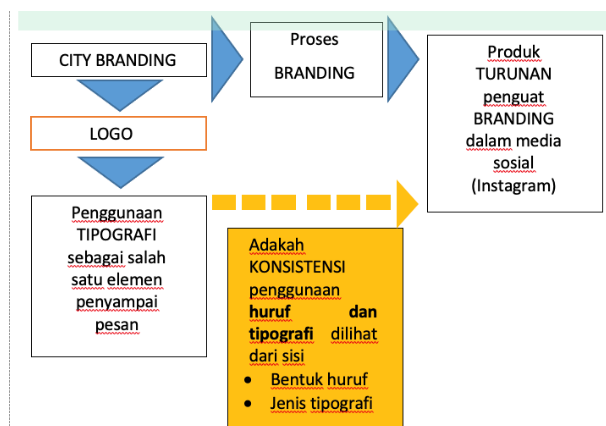 CITY BRANDING
Proses
BRANDING
Produk
TURUNAN
penguat
BRANDING
dalam media
sosial
(Instagram)
LOGO
Penggunaan
TIPOGRAFI
sebagai salah
satu elemen
penyampai
pesan
Adakah
KONSISTENSI
penggunaan
huruf dan
tipografi dilihat
dari sisi
• Bentuk huruf
• Jenis tipografi